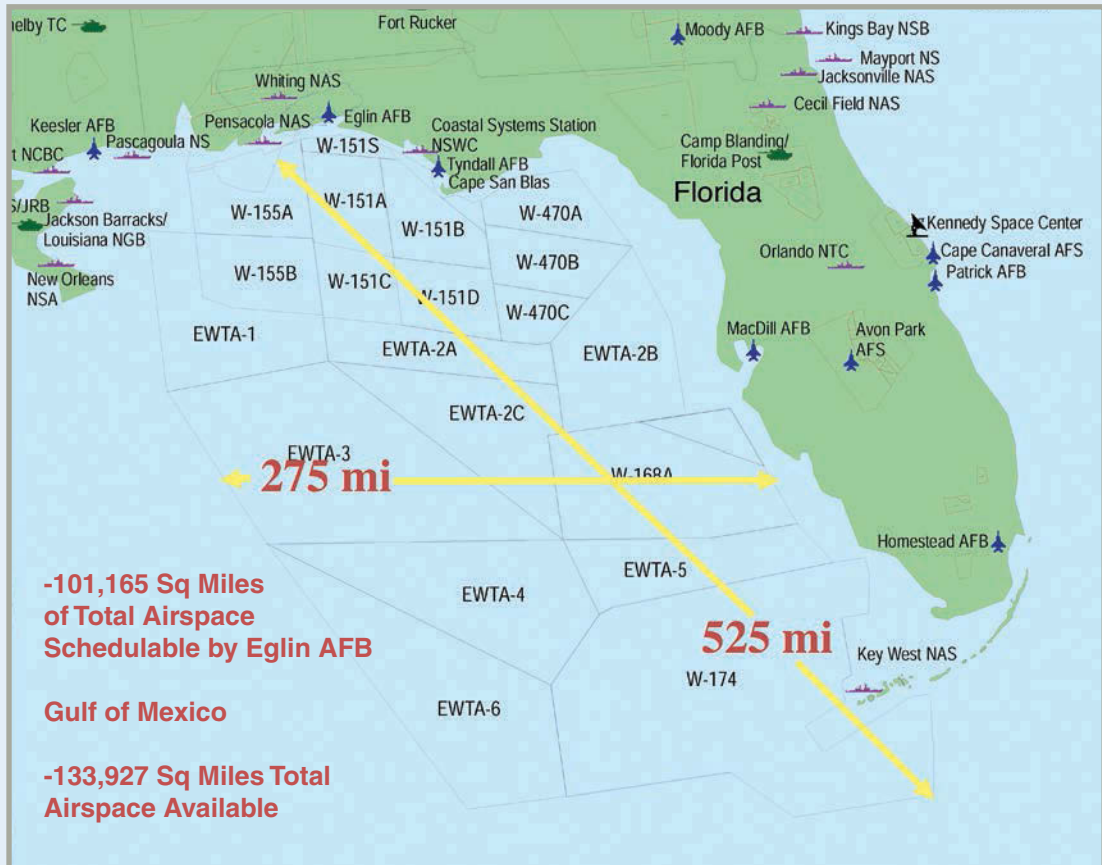 elby TC
Fort Rucker
Moody AFB
Kings Bay NSB
Mayport NS
Jacksonville NAS
Whiting NAS
Cecil Field NAS
Keesler AFB
Pensacola NAS
Eglin AFB
Coastal Systems Station
NSWC
Pascagoula NS
W-151S
Camp Blanding/
Florida Post
t NCBC
Tyndall AFB
Cape San Blas
Florida
S/JRB
Jackson Barracks/
Louisiana NGB
W-155A
W-151A
W-151B
W-470A
Kennedy Space Center
Orlando NTC
Cape Canaveral AFS
Patrick AFB
New Orleans
NSA
W-155B
W-151C
W-151D
W-470B
W-470C
EWTA-1
EWTA-2A
EWTA-2B
MacDill AFB
Avon Park
AFS
EWTA-2C
EWTA-3
275 mi
W-168A
Homestead AFB
-101,165 Sq Miles
of Total Airspace
Schedulable by Eglin AFB
EWTA-4
EWTA-5
525 mi
Key West NAS
W-174
Gulf of Mexico
EWTA-6
-133,927 Sq Miles Total
Airspace Available